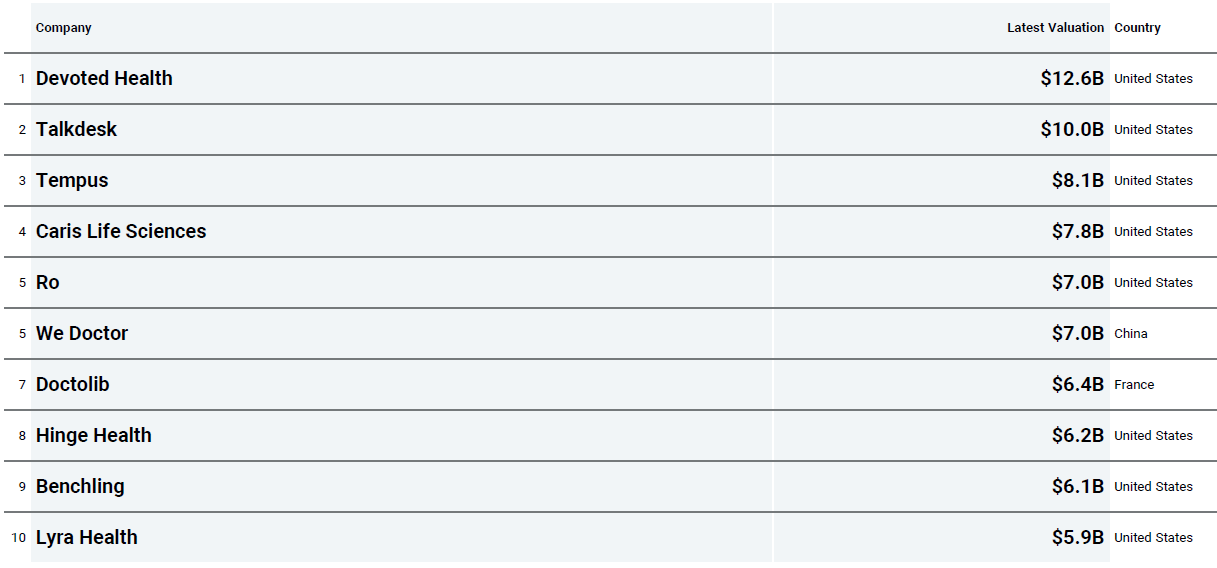 Company Latest Valuation Country
1 Devoted Health $12.6B United States
2 Talkdesk $10.0B United States
3 Tempus $8.1B United States
4 Caris Life Sciences $7.8B United States
5 Ro $7.0B United States
5 We Doctor $7.0B China
7 Doctolib $6.4B France
8 Hinge Health $6.2B United States
9 Benchling $6.1B United States
10 Lyra Health $5.9B United States